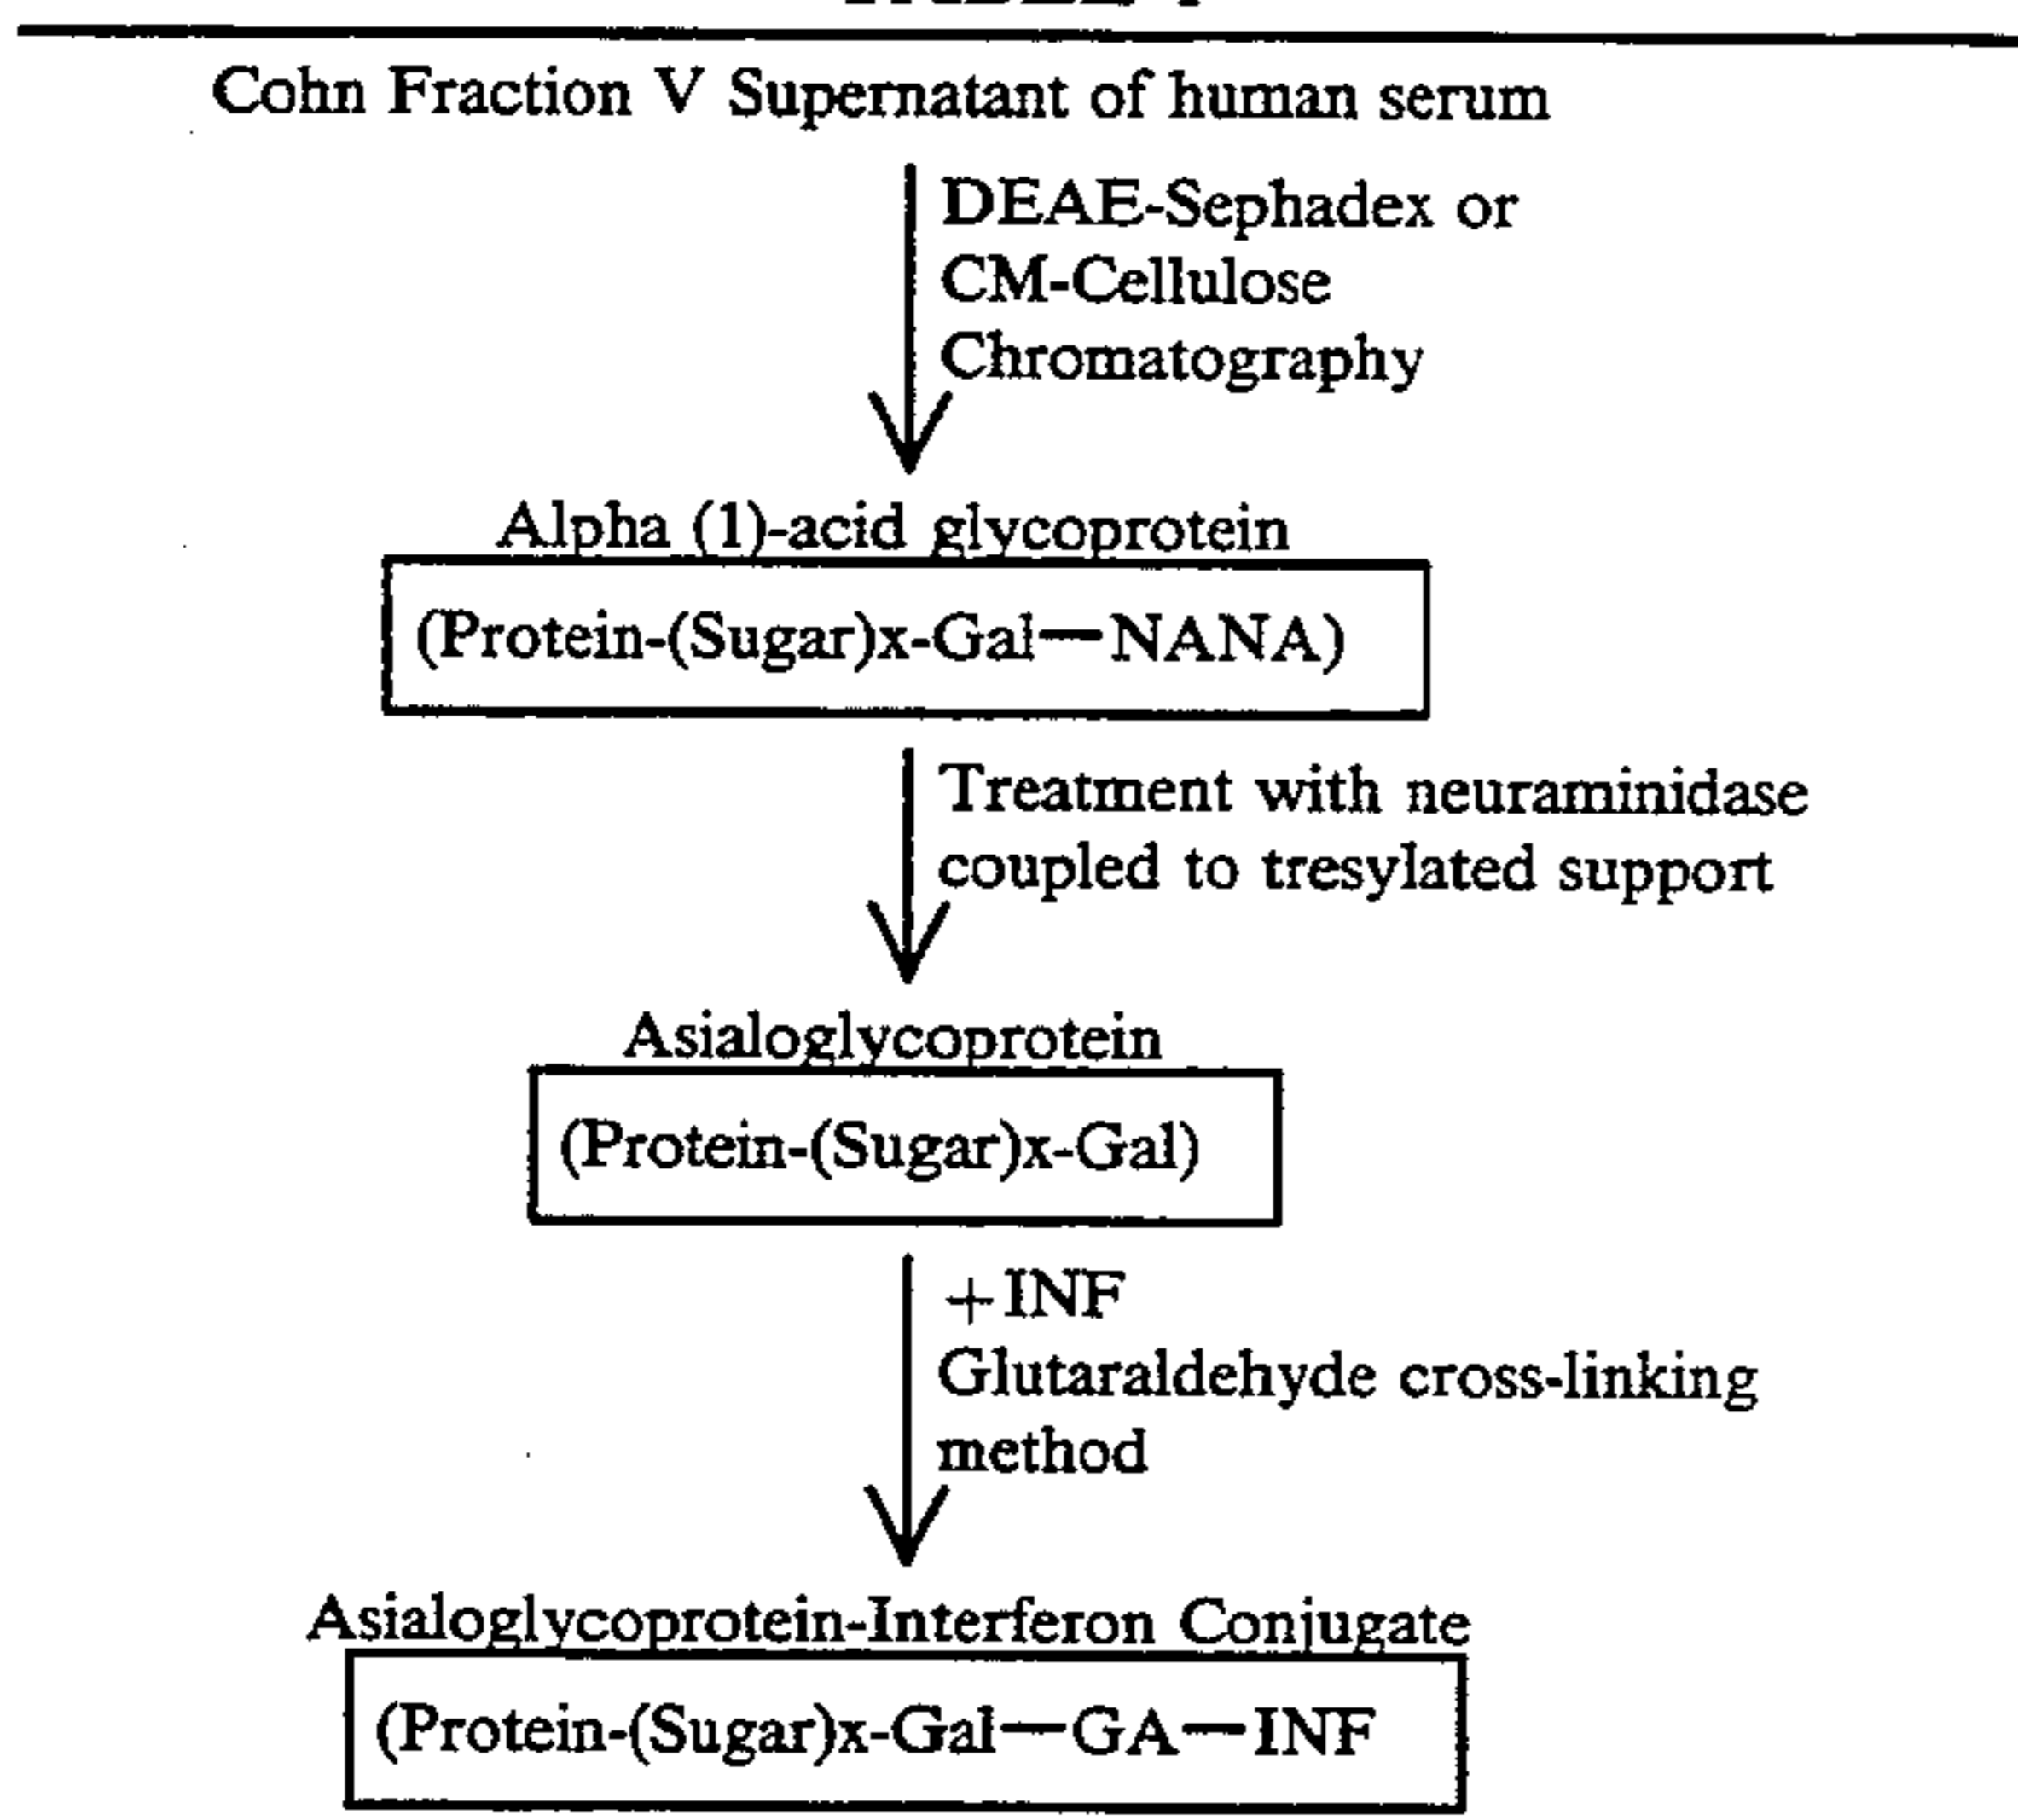 Cohn Fraction V Supernatant of human serum
DEAE-Sephadex or
CM-Cellulose
Chromatography
Alpha (1)-acid glycoprotein
(Protein-(Sugar)x-Gal—NANA)
Treatment with neuraminidase
coupled to tresylated support
Asialoglycoprotein
(Protein-(Sugar)x-Gal)
+INF
Glutaraldehyde cross-linking
method
Asialoglycoprotein-Interferon Conjugate
(Protein-(Sugar)x-Gal—GA—INF